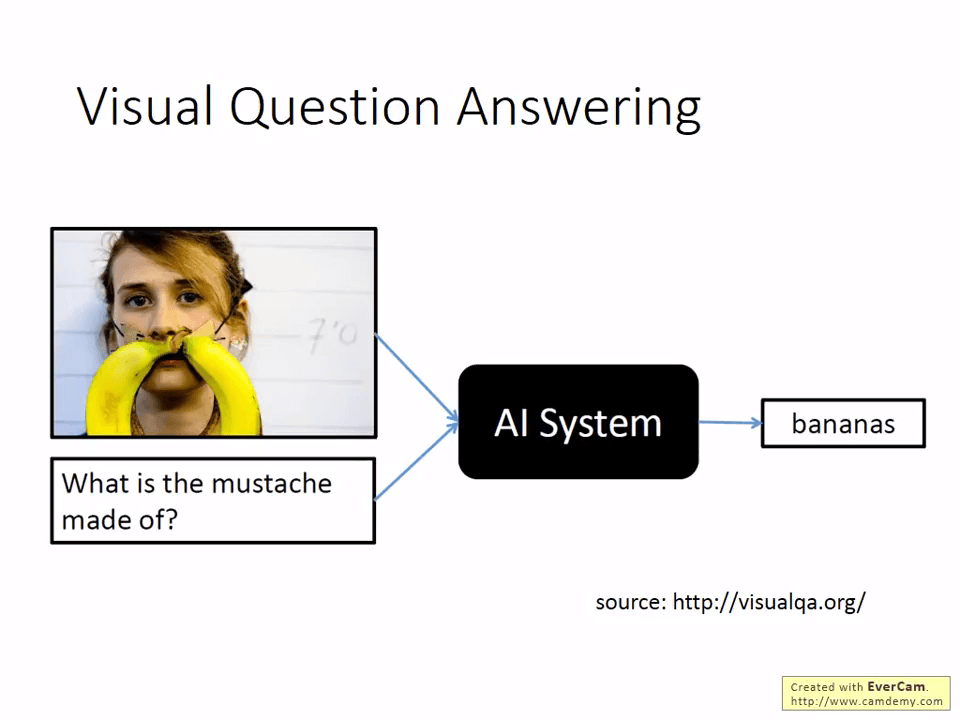 Visual Question Answering
7.0
What is the mustache
made of?
AI System
bananas
source: http://visualqa.org/
Created with EverCam.
http://www.camdemy.com